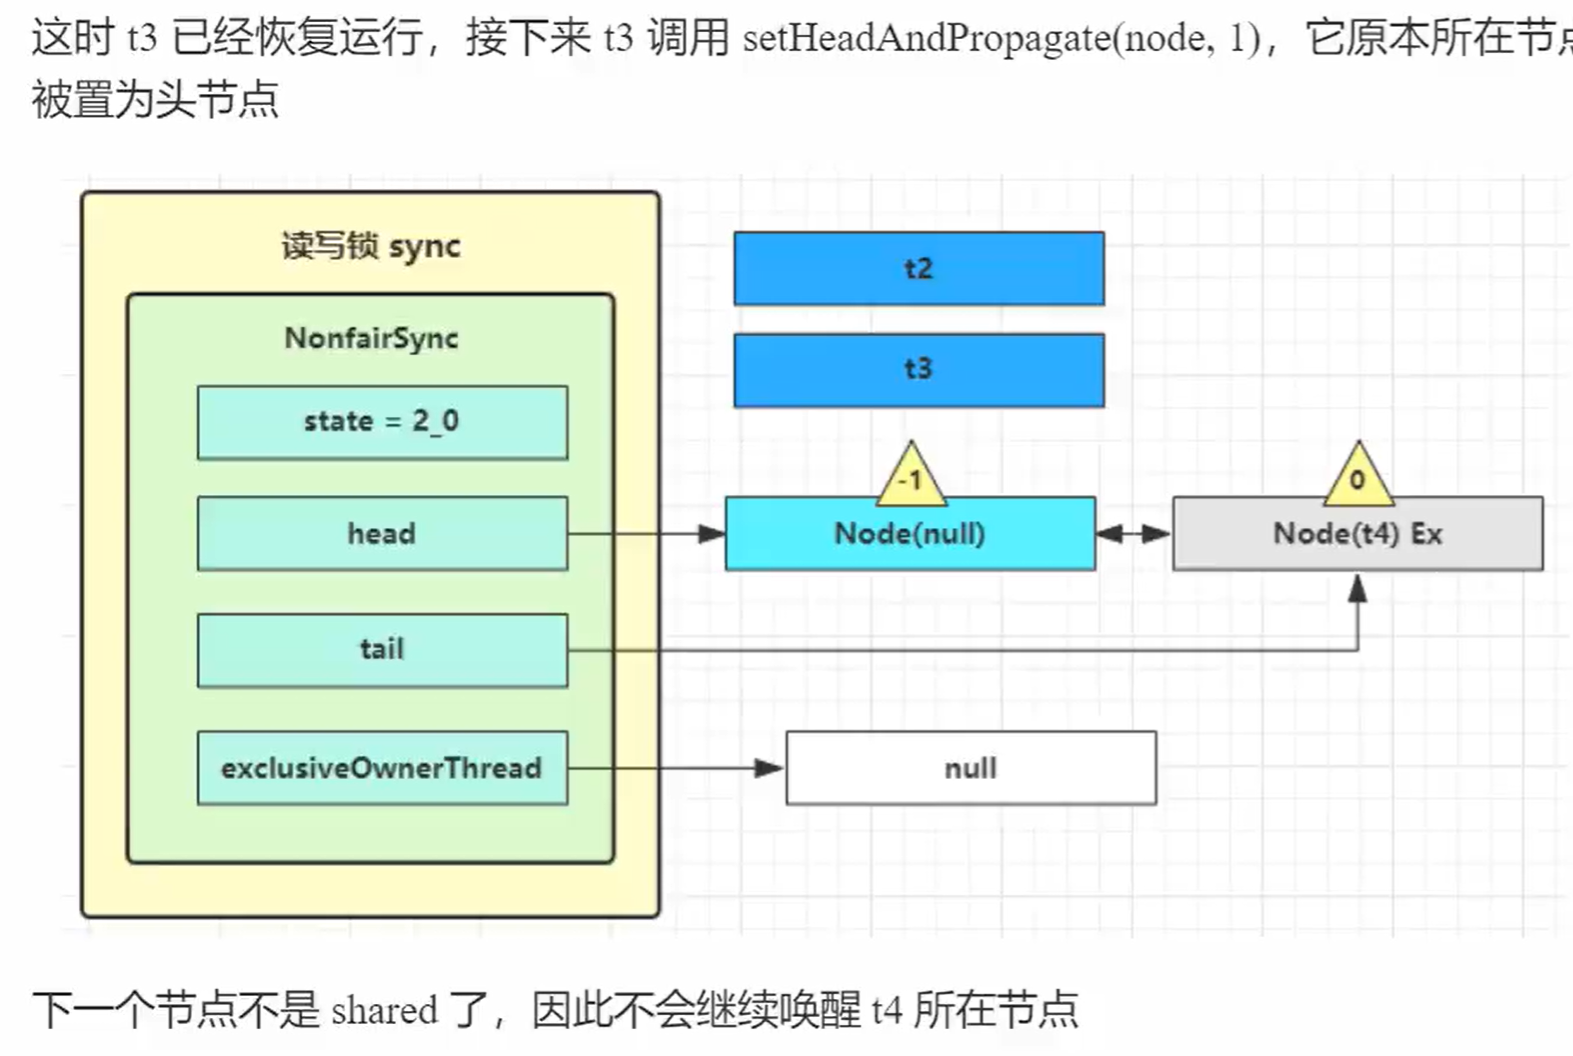 这时 t3 已经恢复运行，接下来 t3 调用 setHeadAndPropagate(node, 1)，它原本所在节点
被置为头节点
读写锁 sync
NonfairSync
state = 2_0
head
tail
exclusiveOwnerThread
t2
t3
-1
0
Node(null)
Node(t4) Ex
null
下一个节点不是 shared 了，因此不会继续唤醒 t4 所在节点